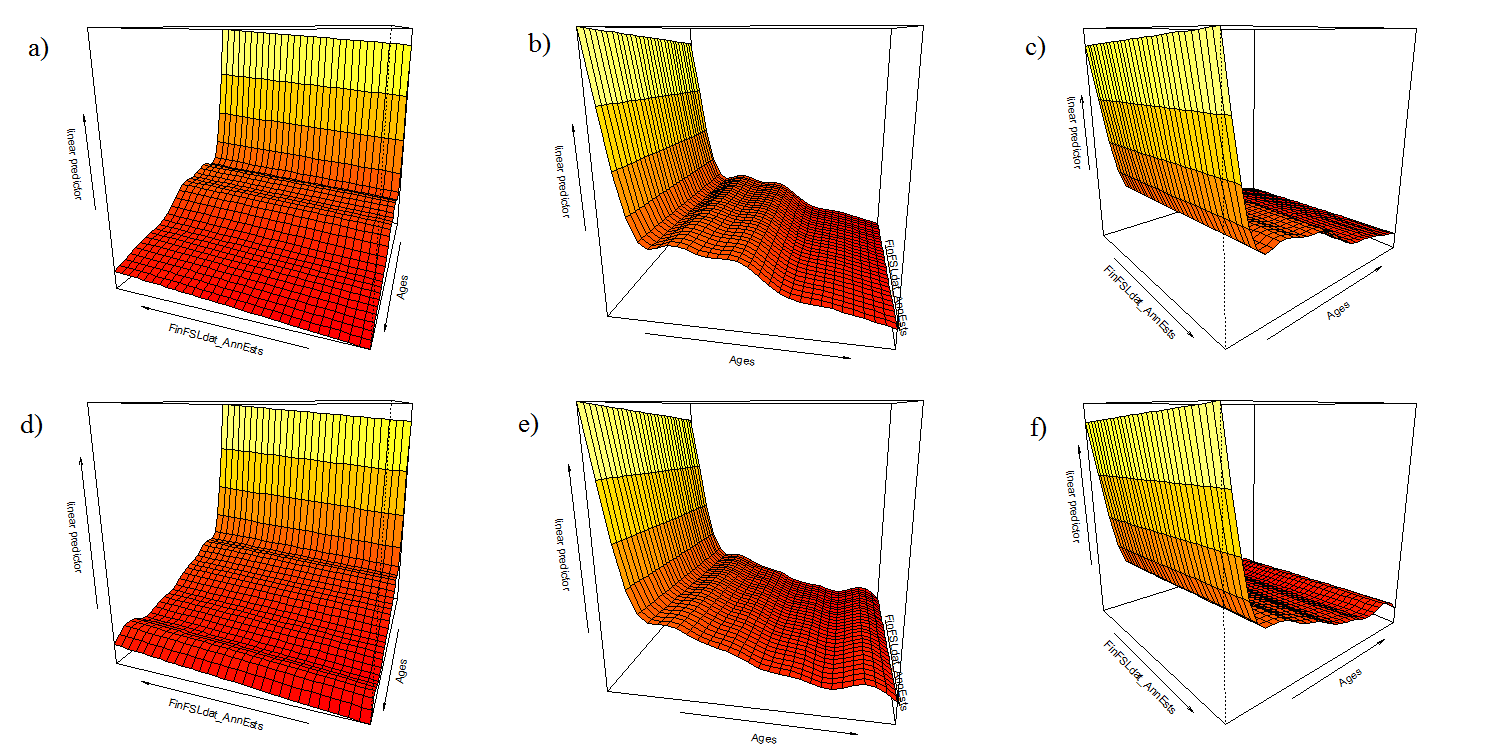 a)
linear predictor
FinFSLdat_AnnEsts
Ages
b)
linear predictor
Ages
FinFSLdat_AnnEsts
c)
linear predictor
FinFSLdat_AnnEsts
Ages
d)
linear predictor
FinFSLdat_AnnEsts
Ages
e)
linear predictor
Ages
FinFSLdat_AnnEsts
f)
linear predictor
FinFSLdat_AnnEsts
Ages